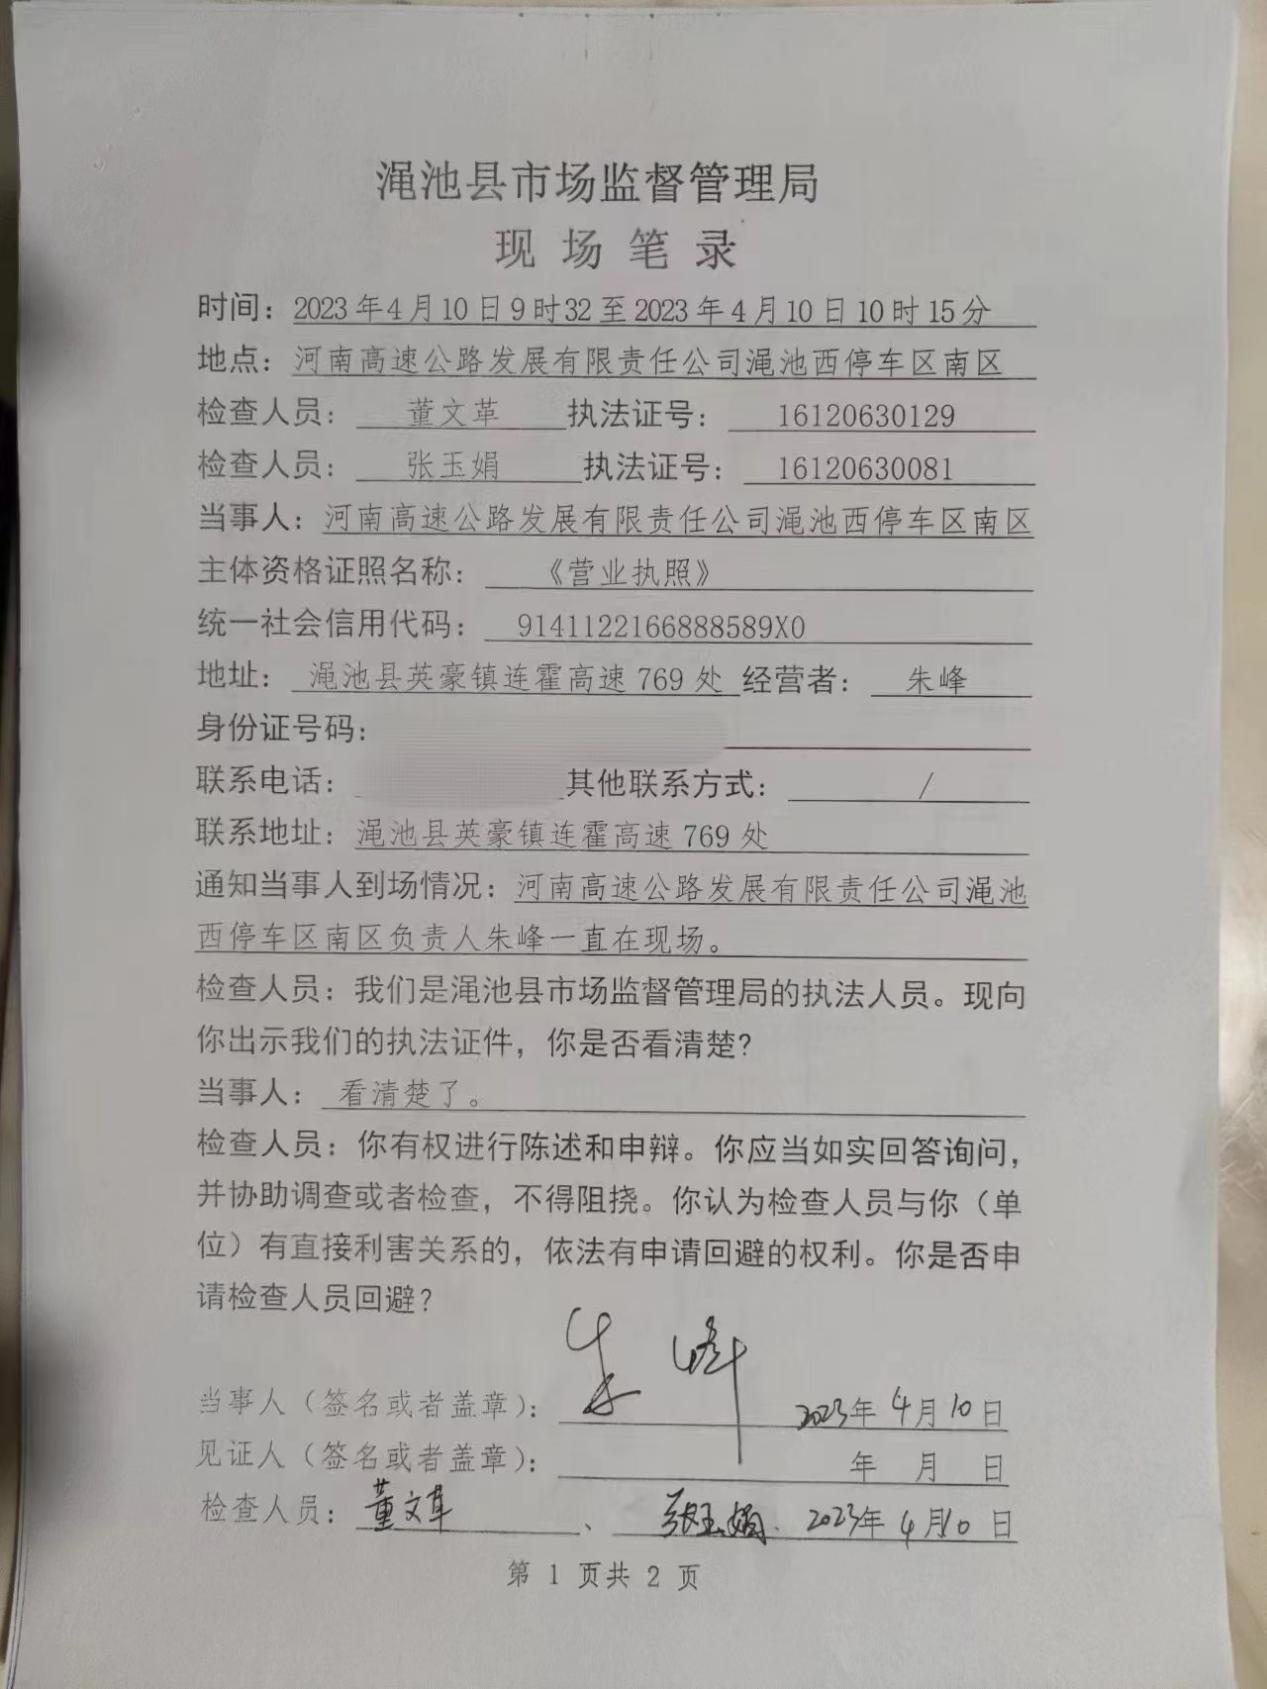 渑池县市场监督管理局
现场笔录
时间：2023年4月10日9时32至2023年4月10日10时15分
地点：河南高速公路发展有限责任公司渑池西停车区南区
检查人员：董文革 执法证号：16120630129
检查人员：张玉娟 执法证号：16120630081
当事人：河南高速公路发展有限责任公司渑池西停车区南区
主体资格证照名称：《营业执照》
统一社会信用代码：9141122166888589X0
地址：渑池县英豪镇连霍高速769处 经营者：朱峰
身份证号码：
联系电话： 其他联系方式：/
联系地址：渑池县英豪镇连霍高速769处
通知当事人到场情况：河南高速公路发展有限责任公司渑池
西停车区南区负责人朱峰一直在现场。
检查人员：我们是渑池县市场监督管理局的执法人员。现向
你出示我们的执法证件，你是否看清楚？
当事人：看清楚了。
检查人员：你有权进行陈述和申辩。你应当如实回答询问，
并协助调查或者检查，不得阻挠。你认为检查人员与你（单
位）有直接利害关系的，依法有申请回避的权利。你是否申
请检查人员回避？
当事人（签名或者盖章）：朱峰 2023年4月10日
见证人（签名或者盖章）： 年 月 日
检查人员：董文革、张玉娟. 2023年4月10日
第 1 页共 2 页